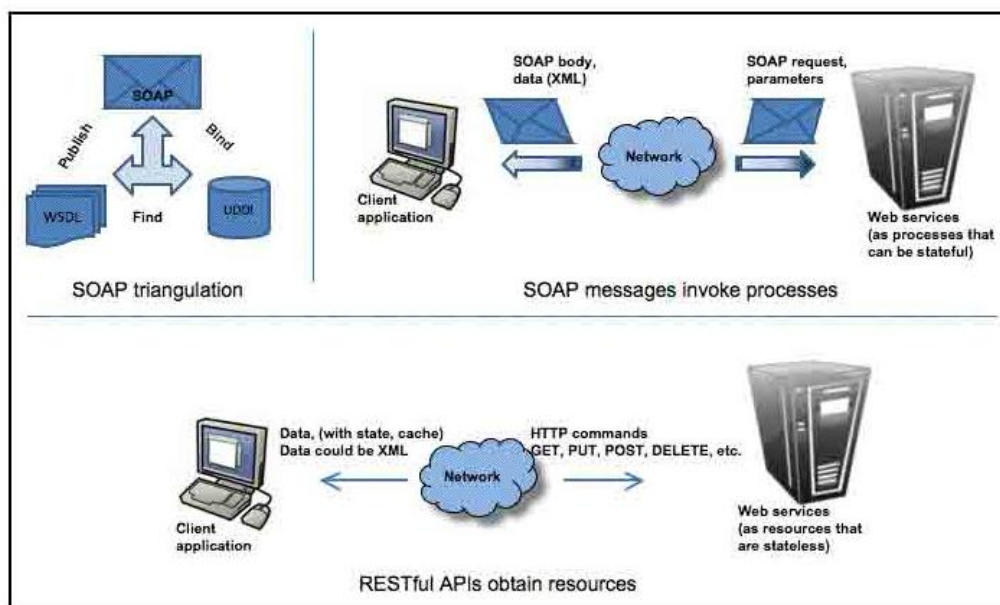 SOAP
Publish
Bind
WSDL
Find
UDDI
SOAP triangulation
SOAP body,
data (XML)
SOAP request,
parameters
Network
Client
application
Web services
(as processes that
can be stateful)
SOAP messages invoke processes
Data, (with state, cache)
Data could be XML
HTTP commands
GET, PUT, POST, DELETE, etc.
Network
Client
application
Web services
(as resources that
are stateless)
RESTful APIs obtain resources